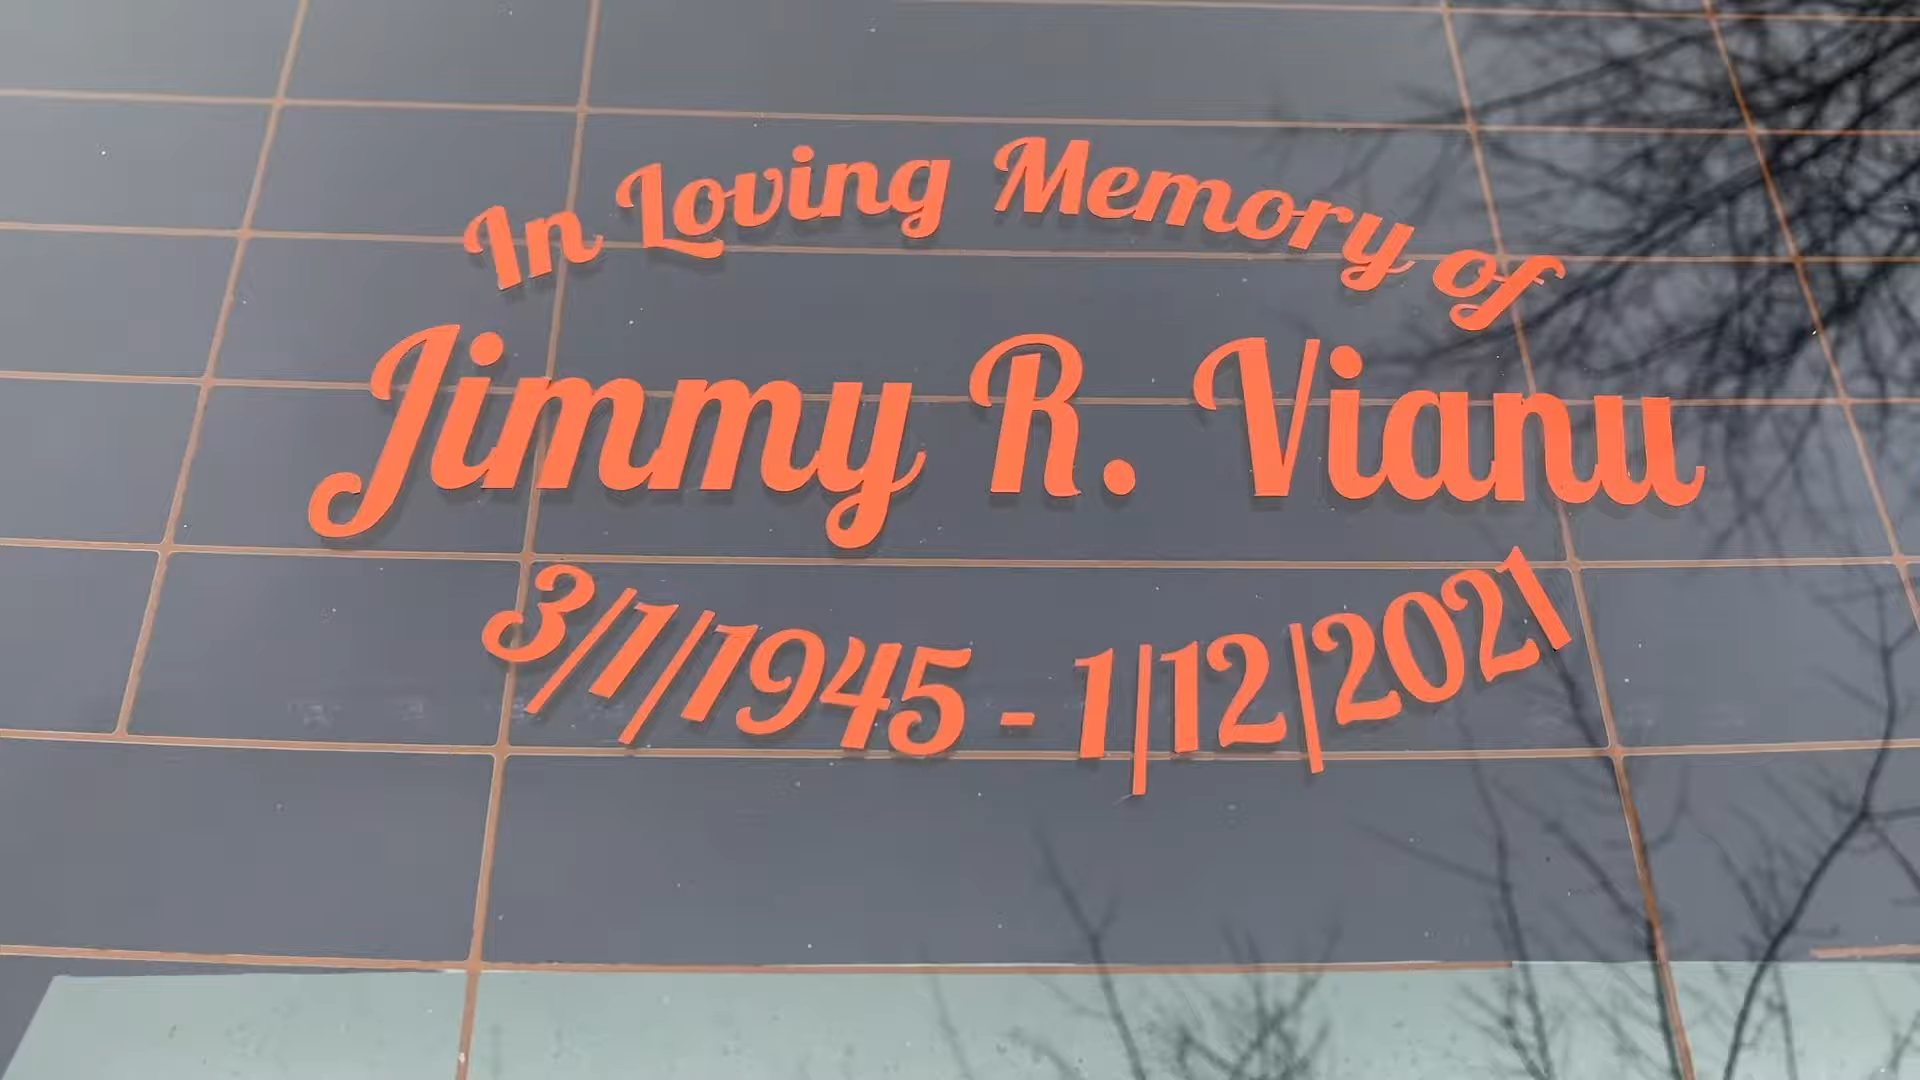 In Loving Memory of
Jimmy R. Vianu
3/1/1945 - 1/12/2021